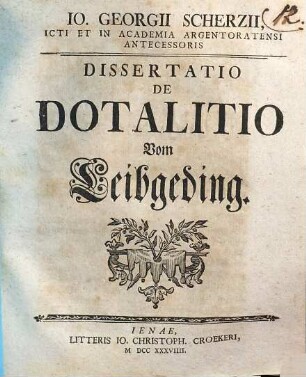 IO. GEORGII SCHERZII, 12.
ICTI ET IN ACADEMIA ARGENTORATENSI
ANTECESSORIS
DISSERTATIO
DE
DOTALITIO
Vom
Leibgeding.
IENAE,
LITTERIS IO. CHRISTOPH. CROEKERI,
M DCC XXXVIIII.